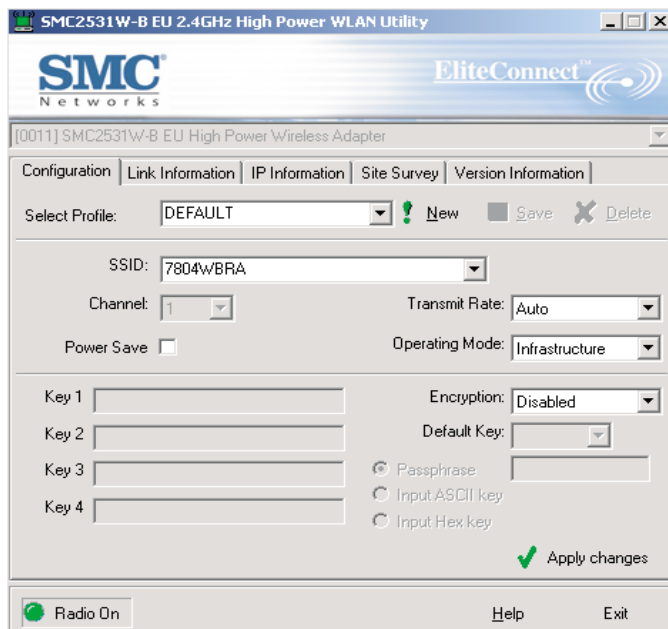 SMC2531W-B EU 2.4GHz High Power WLAN Utility
SMC
Networks
EliteConnect™
[0011] SMC2531W-B EU High Power Wireless Adapter
Configuration Link Information IP Information Site Survey Version Information
Select Profile: DEFAULT New Save Delete
SSID: 7804WBRA
Channel: 1 Transmit Rate: Auto
Power Save Operating Mode: Infrastructure
Key 1 Encryption: Disabled
Key 2 Default Key:
Key 3 Passphrase
Input ASCII key
Key 4
Input Hex key
Apply changes
Radio On Help Exit